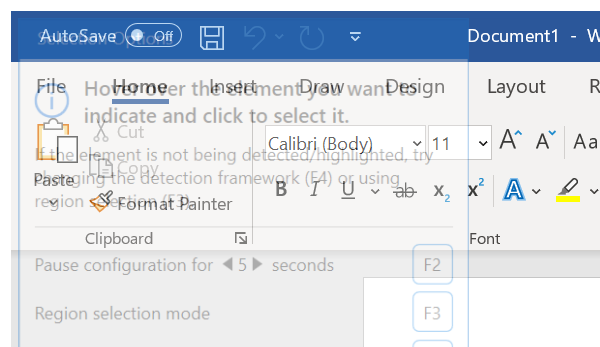 AutoSave Off Document1 - W
Selection Options
File Home Insert Draw Design Layout R
Hover over the element you want to
indicate and click to select it.
Cut
Calibri (Body) 11 A A Aa
If the element is not being detected/highlighted, try
Copy
changing the detection framework (F4) or using
Paste
B I U ab x2 x2 A
region selection (F3)
Format Painter
Clipboard Font
Pause configuration for 5 seconds F2
Region selection mode F3